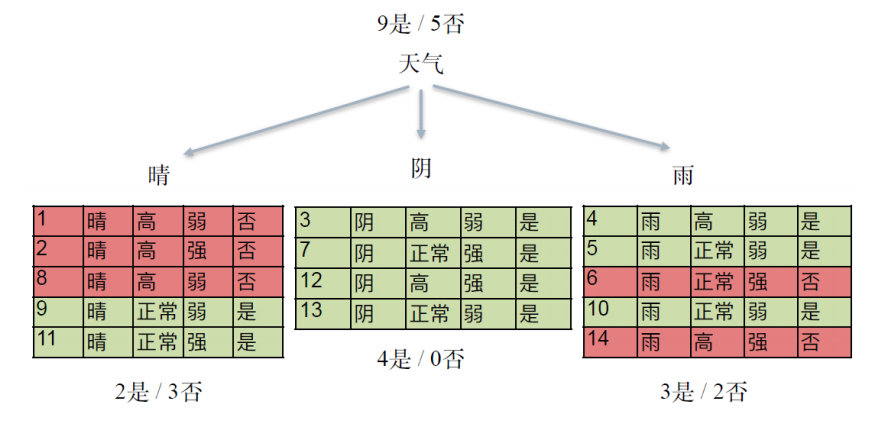 9是 / 5否
天气
晴
阴
雨
1 晴 高 弱 否
2 晴 高 强 否
8 晴 高 弱 否
9 晴 正常 弱 是
11 晴 正常 强 是
2是 / 3否
3 阴 高 弱 是
7 阴 正常 强 是
12 阴 高 强 是
13 阴 正常 弱 是
4是 / 0否
4 雨 高 弱 是
5 雨 正常 弱 是
6 雨 正常 强 否
10 雨 正常 弱 是
14 雨 高 强 否
3是 / 2否